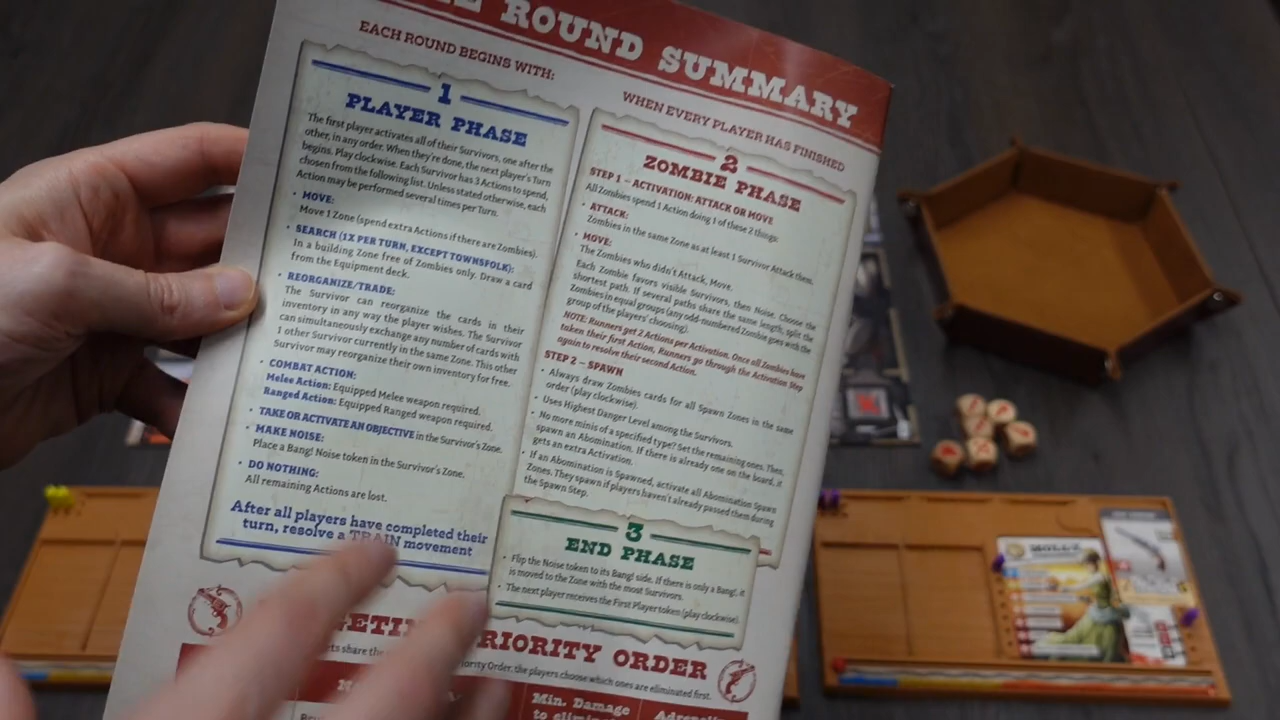 ROUND SUMMARY
EACH ROUND BEGINS WITH:
1
PLAYER PHASE
The first player activates all of their Survivors, one after the
other, in any order. When they're done, the next player's Turn
begins. Play clockwise. Each Survivor has 3 Actions to spend,
chosen from the following list. Unless stated otherwise, each
Action may be performed several times per Turn.
• MOVE:
Move 1 Zone (spend extra Actions if there are Zombies).
• SEARCH (1X PER TURN, EXCEPT TOWNSFOLK):
In a building Zone free of Zombies only. Draw a card
from the Equipment deck.
• REORGANIZE/TRADE:
The Survivor can reorganize the cards in their
inventory in any way the player wishes. The Survivor
can simultaneously exchange any number of cards with
1 other Survivor currently in the same Zone. This other
Survivor may reorganize their own inventory for free.
• COMBAT ACTION:
Melee Action: Equipped Melee weapon required.
Ranged Action: Equipped Ranged weapon required.
• TAKE OR ACTIVATE AN OBJECTIVE in the Survivor's Zone.
• MAKE NOISE:
Place a Bang! Noise token in the Survivor's Zone.
• DO NOTHING:
All remaining Actions are lost.
After all players have completed their
turn, resolve a TRAIN movement
WHEN EVERY PLAYER HAS FINISHED
2
ZOMBIE PHASE
STEP 1 – ACTIVATION: ATTACK OR MOVE
All Zombies spend 1 Action doing 1 of these 2 things:
• ATTACK:
Zombies in the same Zone as at least 1 Survivor Attack them.
• MOVE:
The Zombies who didn't Attack, Move.
Each Zombie favors visible Survivors, then Noise. Choose the
shortest path. If several paths share the same length, split the
Zombies in equal groups (any odd-numbered Zombie goes with the
group of the players' choosing).
NOTE: Runners get 2 Actions per Activation. Once all Zombies have
taken their first Action, Runners go through the Activation Step
again to resolve their second Action.
STEP 2 – SPAWN
• Always draw Zombies cards for all Spawn Zones in the same
order (play clockwise).
• Uses Highest Danger Level among the Survivors.
• No more minis of a specified type? Set the remaining ones. Then,
spawn an Abomination. If there is already one on the board, it
gets an extra Activation.
• If an Abomination is Spawned, activate all Abomination Spawn
Zones. They spawn if players haven't already passed them during
the Spawn Step.
3
END PHASE
• Flip the Noise token to its Bang! side. If there is only a Bang!, it
is moved to the Zone with the most Survivors.
• The next player receives the First Player token (play clockwise).
PRIORITY ORDER
share the Priority Order, the players choose which ones are eliminated first.
Min. Damage
to eliminate
MOLLY